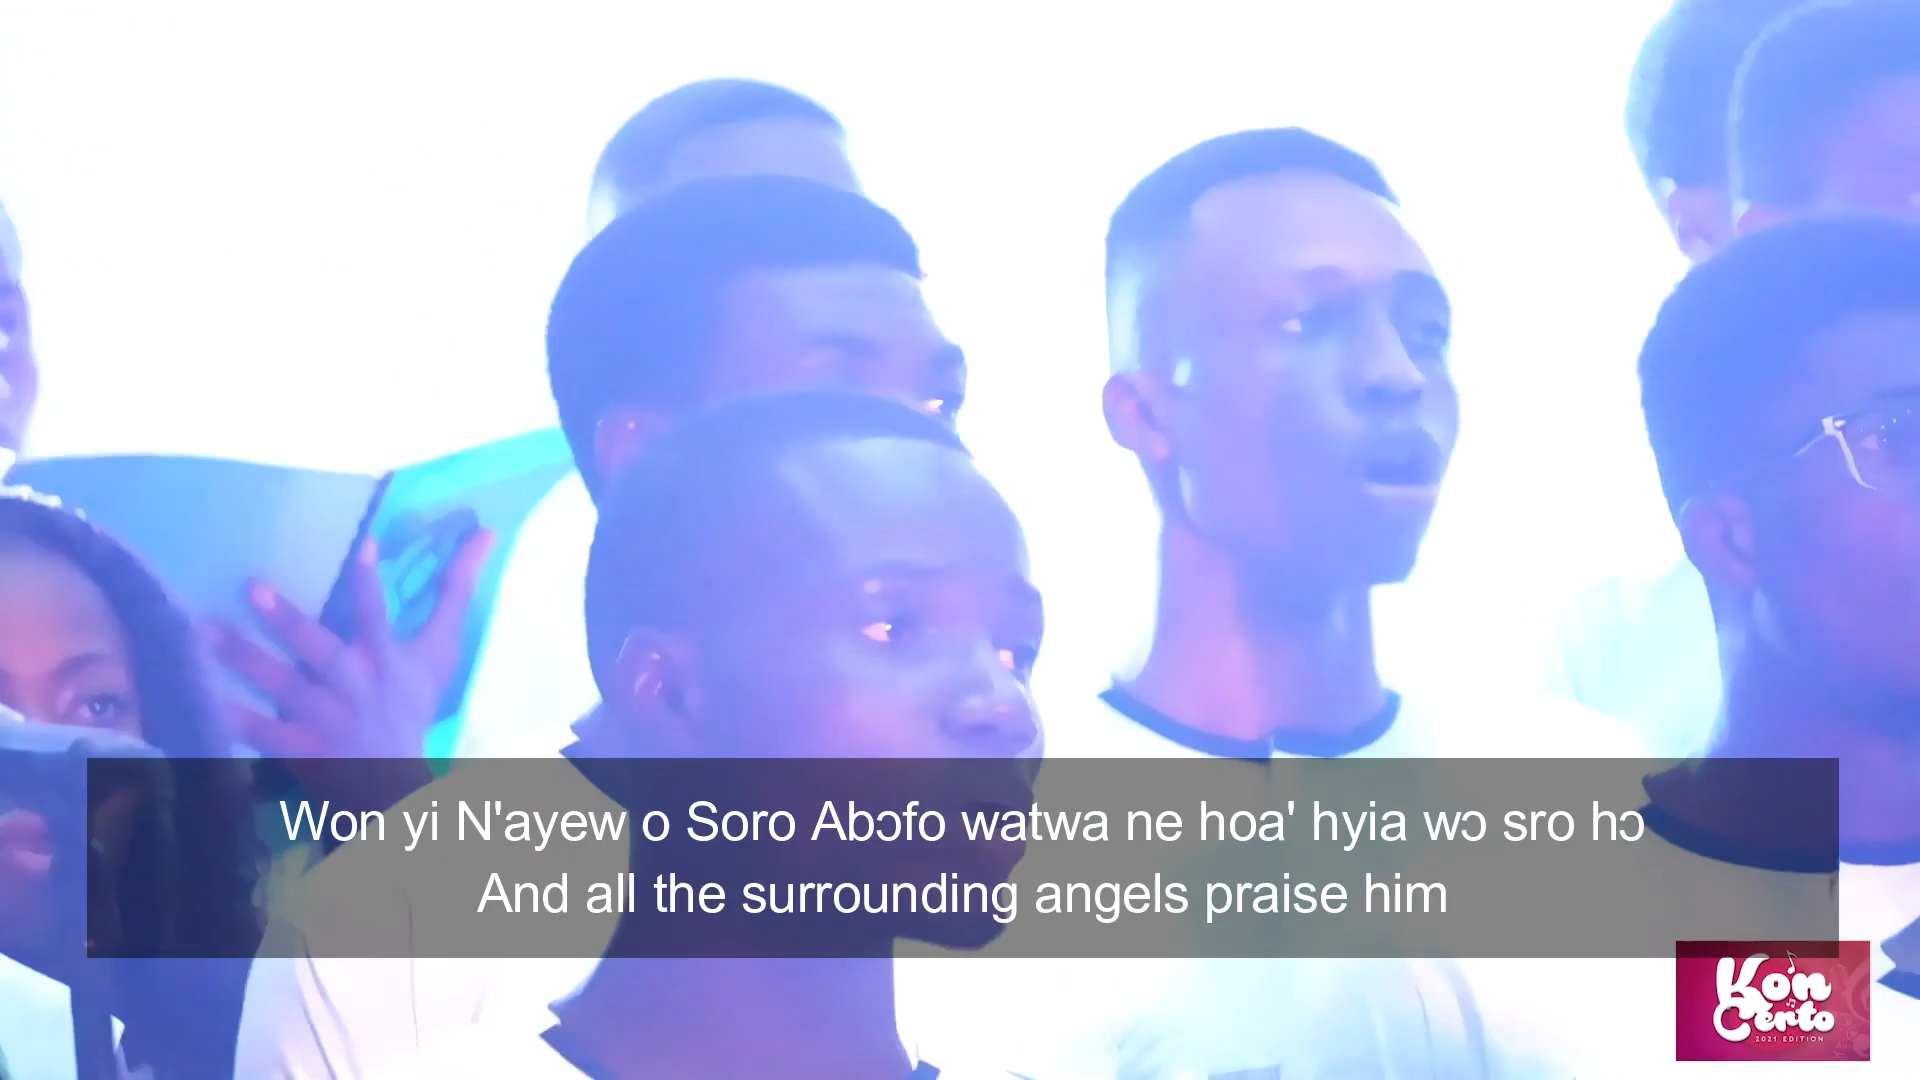 Won yi N'ayew o Soro Abɔfo watwa ne hoa' hyia wɔ sro hɔ
And all the surrounding angels praise him
Kon
Certo
2021 EDITION